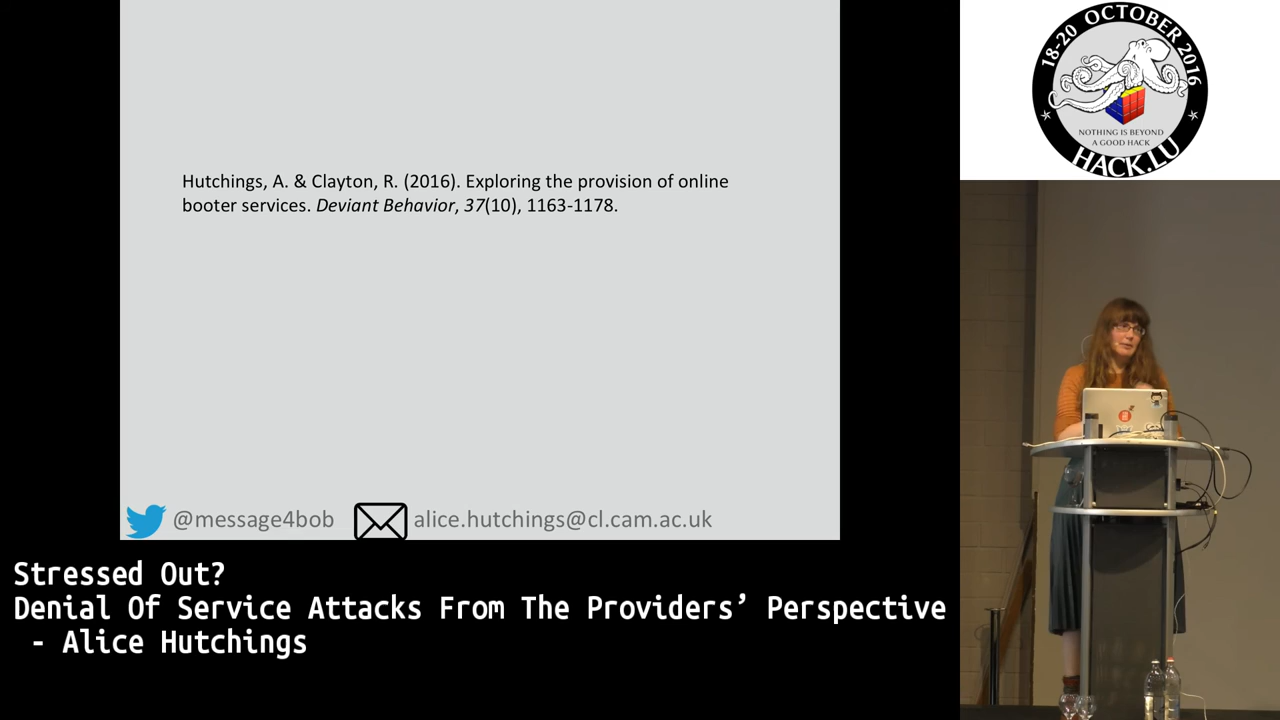 Hutchings, A. & Clayton, R. (2016). Exploring the provision of online
booter services. Deviant Behavior, 37(10), 1163-1178.
@message4bob
alice.hutchings@cl.cam.ac.uk
Stressed Out?
Denial Of Service Attacks From The Providers’ Perspective
- Alice Hutchings
18-20 OCTOBER 2016
NOTHING IS BEYOND
A GOOD HACK
HACK.LU